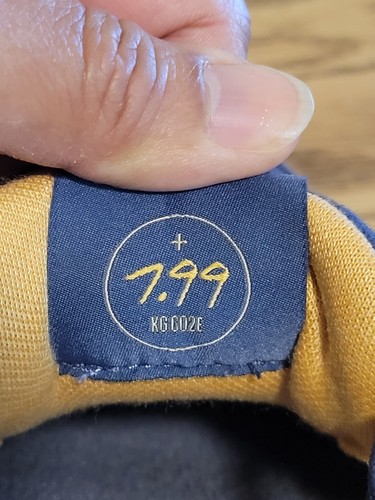 +
7.99
KG CO2E